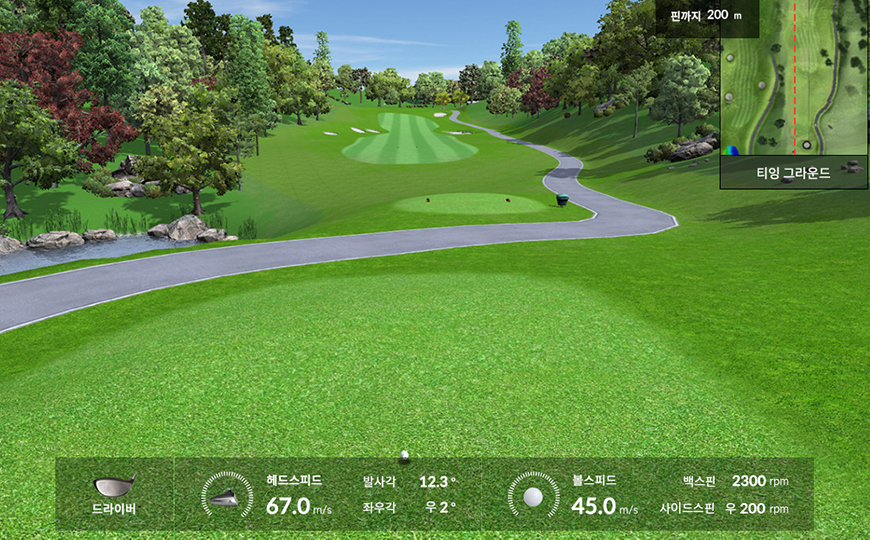 핀까지 200 m
티잉 그라운드
드라이버
헤드스피드
67.0 m/s
발사각 12.3 °
좌우각 우 2 °
볼스피드
45.0 m/s
백스핀 2300 rpm
사이드스핀 우 200 rpm